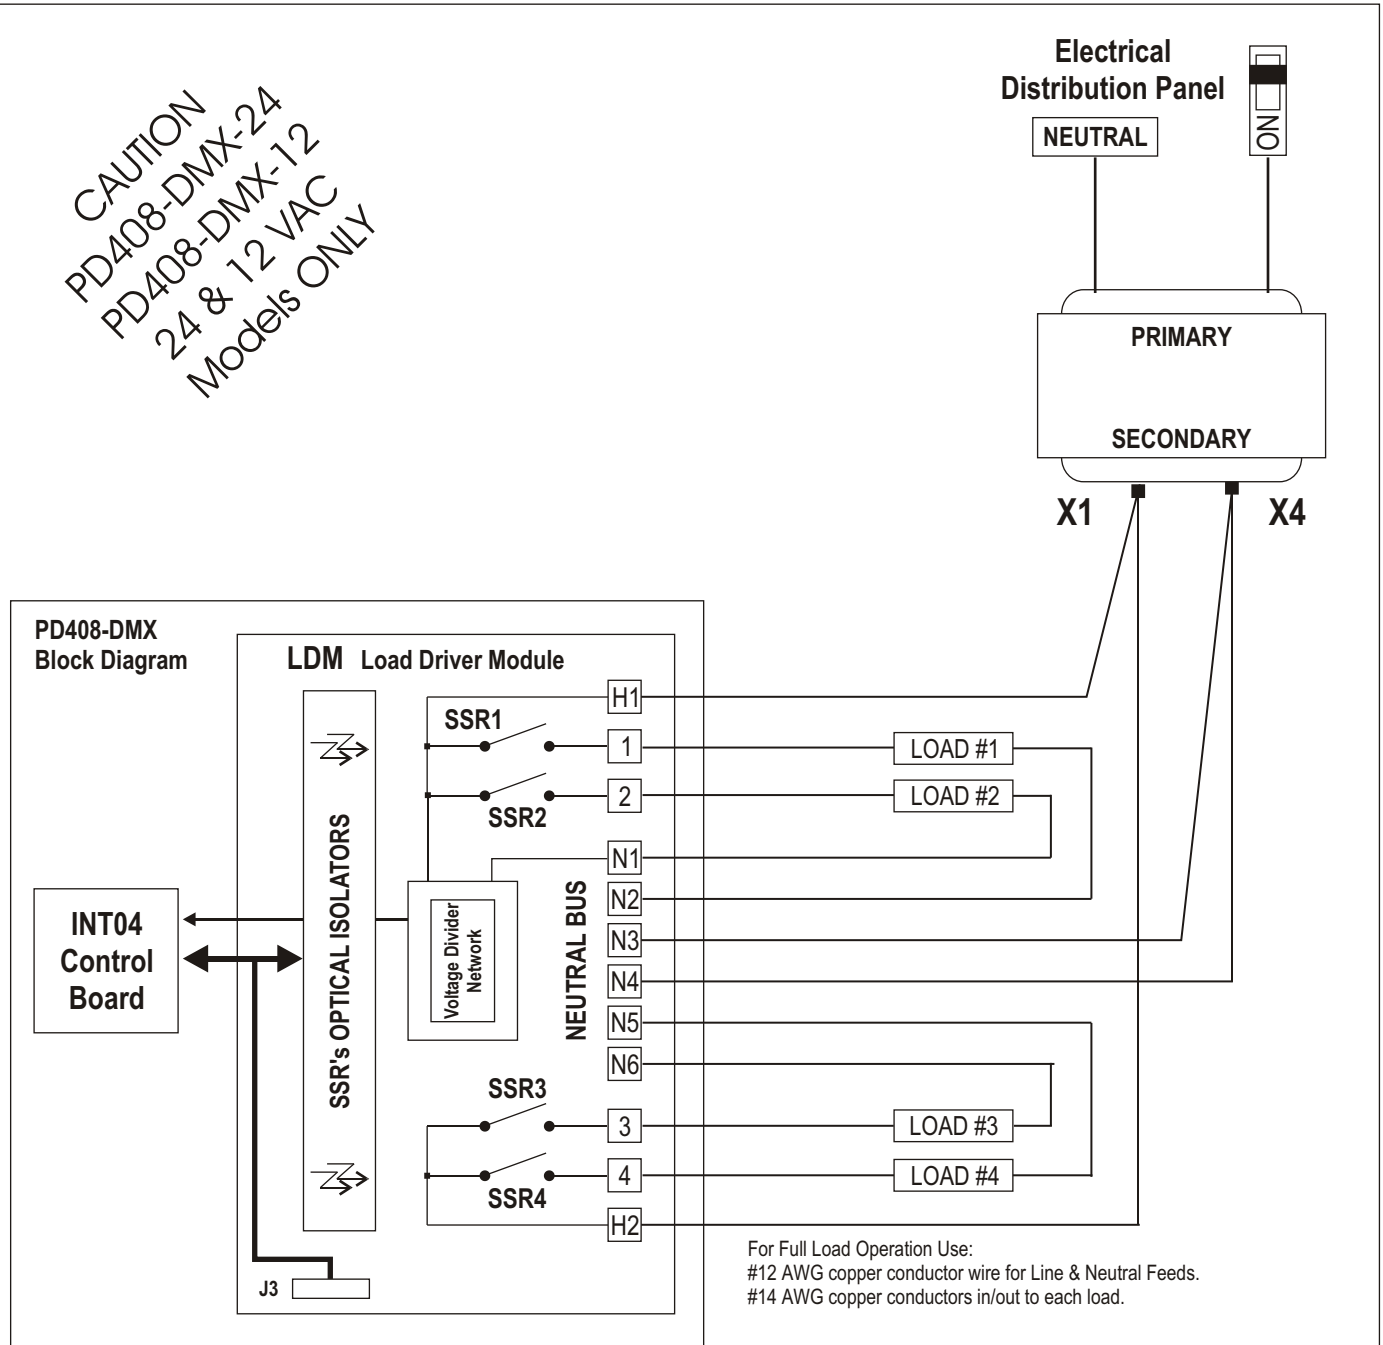 Electrical
Distribution Panel
NEUTRAL
ON
CAUTION
PD408-DMX-24
PD408-DMX-12
24 & 12 VAC
Models ONLY
PRIMARY
SECONDARY
X1
X4
PD408-DMX
Block Diagram
LDM Load Driver Module
H1
SSR1
1
LOAD #1
2
LOAD #2
SSR2
SSR's OPTICAL ISOLATORS
N1
N2
N3
N4
N5
N6
NEUTRAL BUS
Voltage Divider
Network
INT04
Control
Board
SSR3
3
LOAD #3
4
LOAD #4
SSR4
H2
J3
For Full Load Operation Use:
#12 AWG copper conductor wire for Line & Neutral Feeds.
#14 AWG copper conductors in/out to each load.